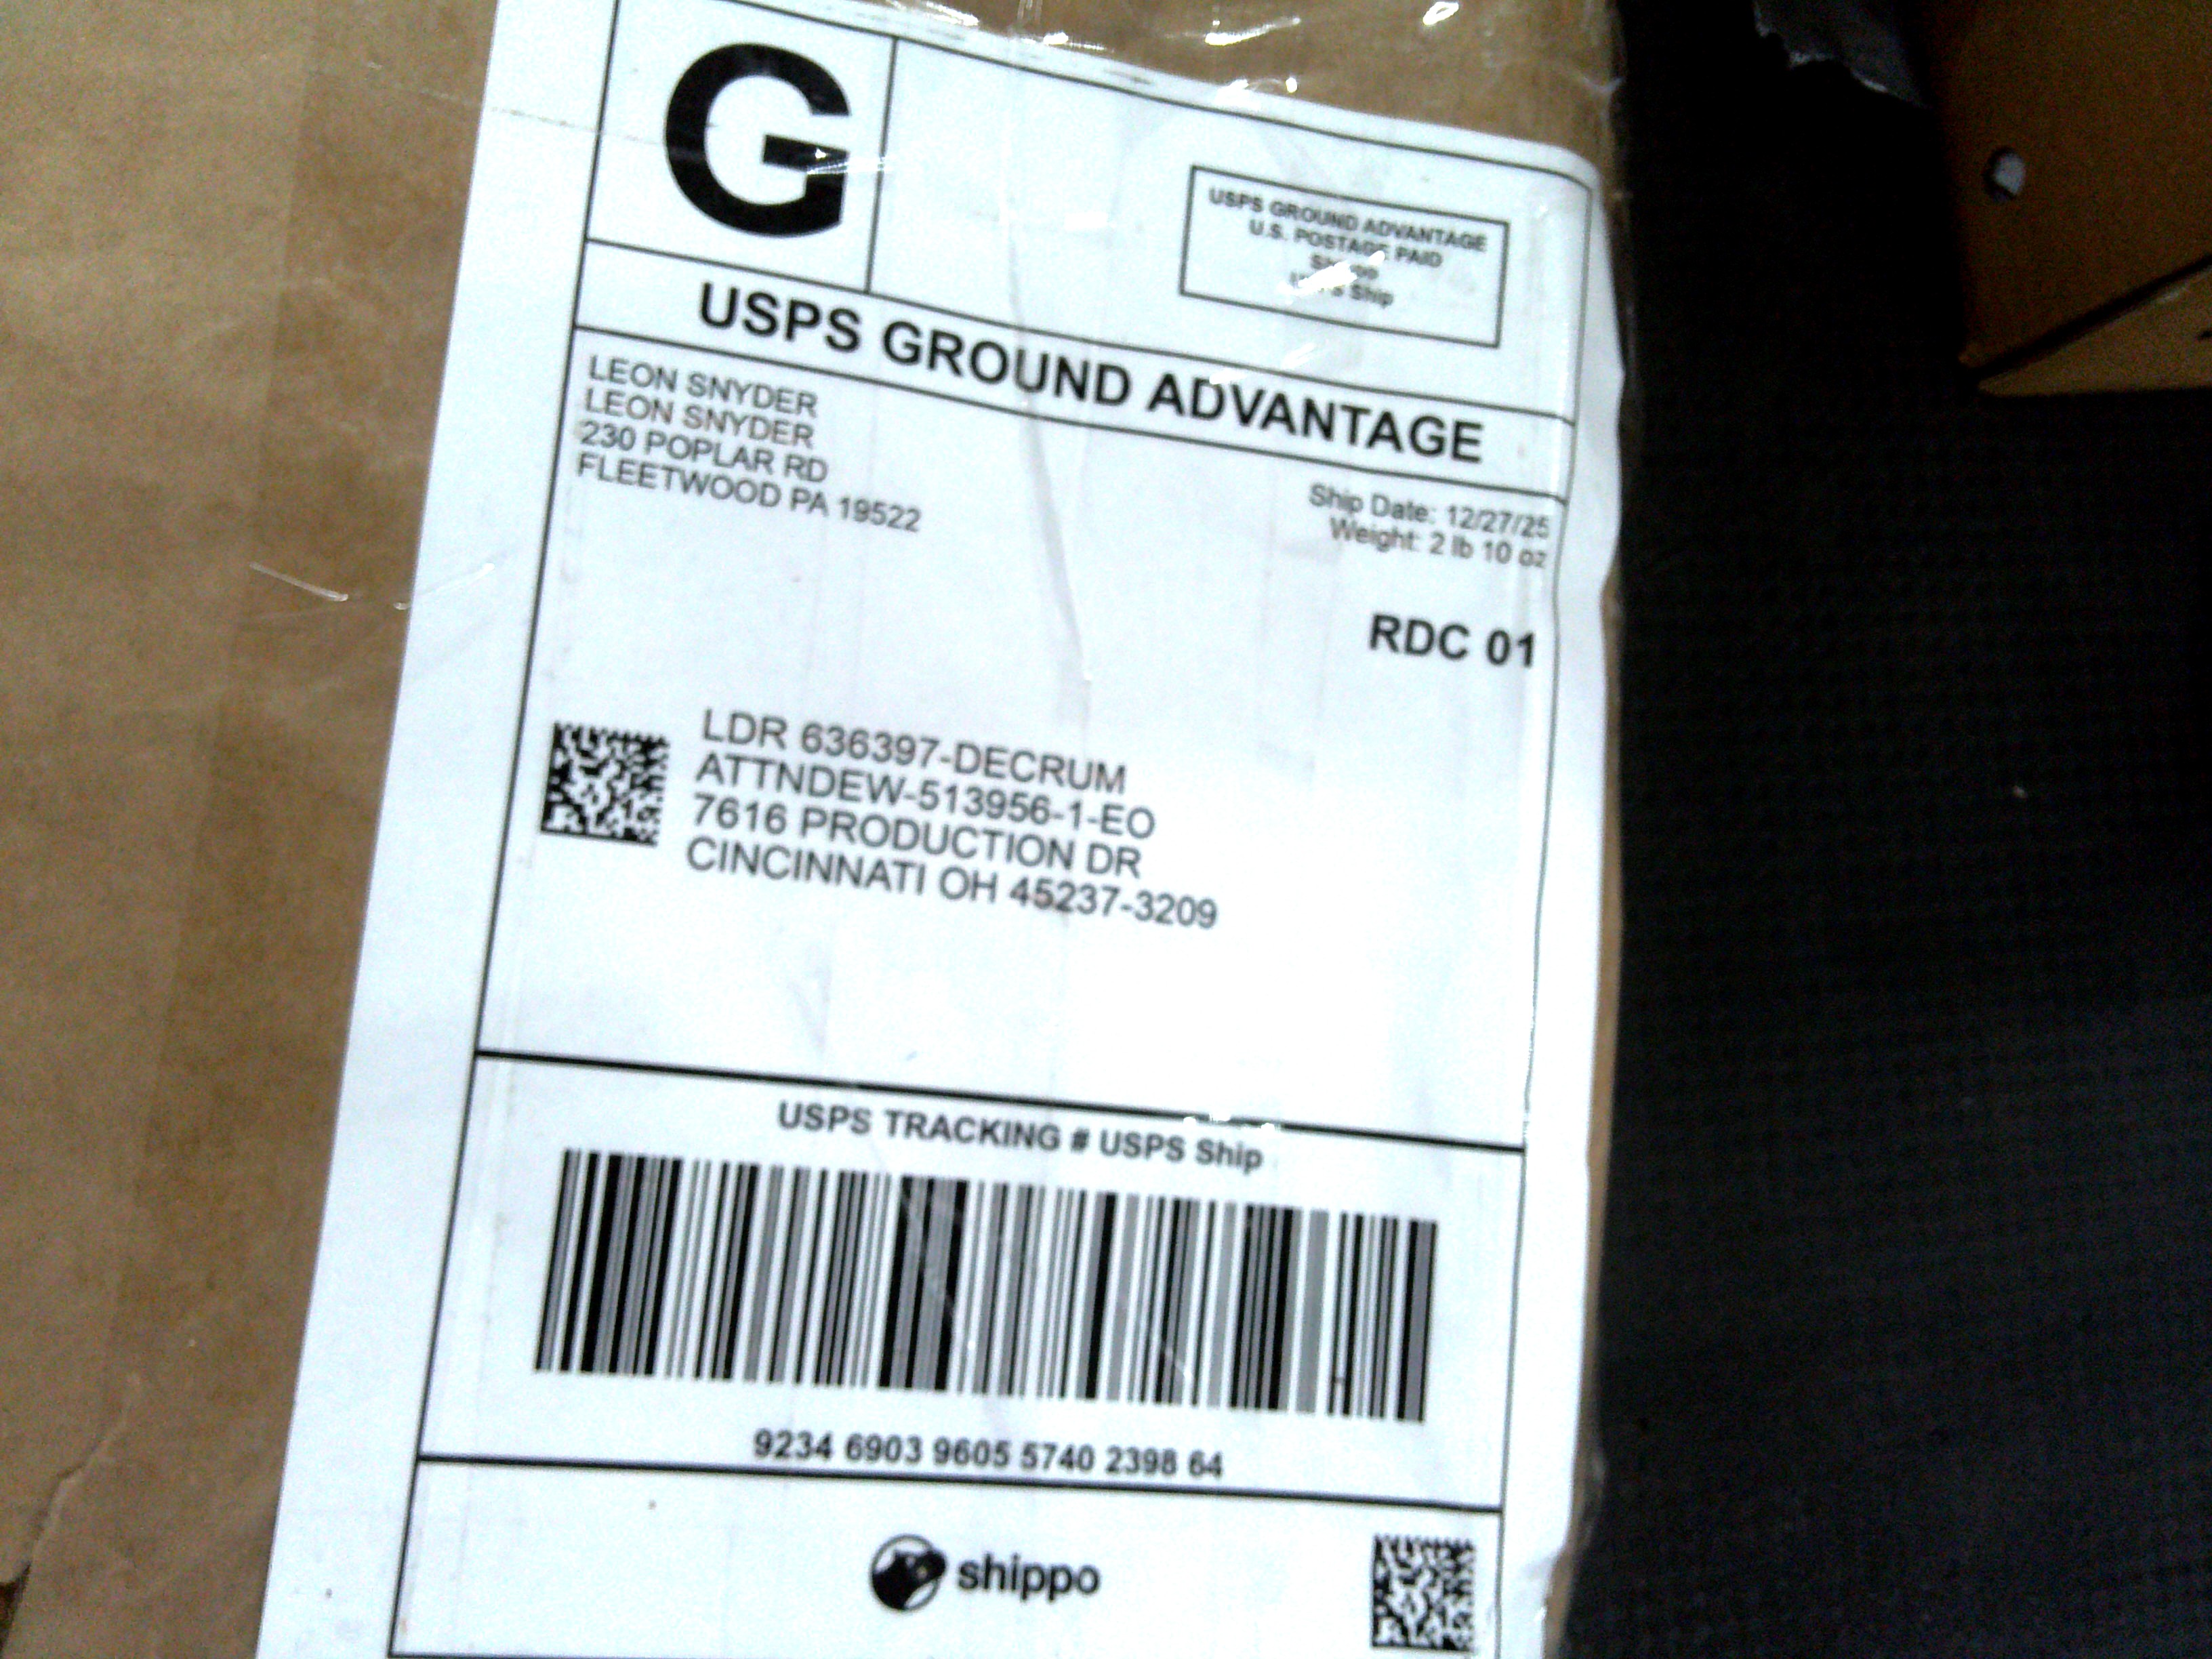 G
USPS GROUND ADVANTAGE
U.S. POSTAGE PAID
Ship
USPS GROUND ADVANTAGE
LEON SNYDER
LEON SNYDER
230 POPLAR RD
FLEETWOOD PA 19522
Ship Date: 12/27/25
Weight: 2 lb 10 oz
RDC 01
LDR 636397-DECRUM
ATTNDEW-513956-1-EO
7616 PRODUCTION DR
CINCINNATI OH 45237-3209
USPS TRACKING # USPS Ship
9234 6903 9605 5740 2398 64
shippo